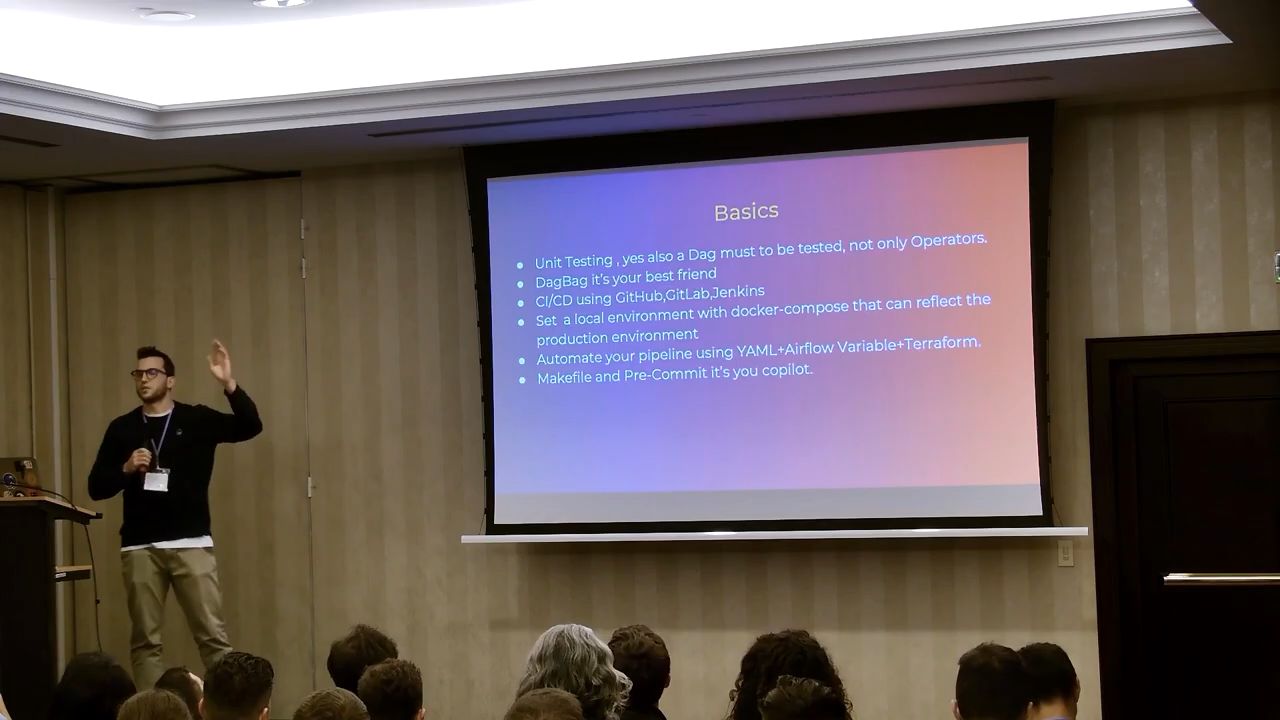 Basics
● Unit Testing , yes also a Dag must to be tested, not only Operators.
● DagBag it's your best friend
● CI/CD using GitHub,GitLab,Jenkins
● Set a local environment with docker-compose that can reflect the
production environment
● Automate your pipeline using YAML+Airflow Variable+Terraform.
● Makefile and Pre-Commit it's you copilot.